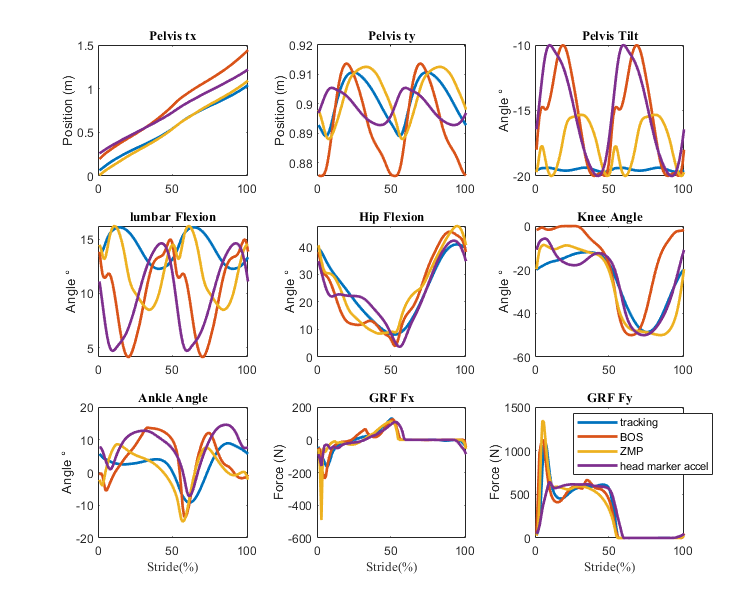 Pelvis tx
Position (m)
1.5
1
0.5
0
0 50 100
Pelvis ty
Position (m)
0.92
0.91
0.9
0.89
0.88
0 50 100
Pelvis Tilt
Angle °
-10
-15
-20
0 50 100
lumbar Flexion
Angle °
15
10
5
0 50 100
Hip Flexion
Angle °
40
30
20
10
0
0 50 100
Knee Angle
Angle °
0
-20
-40
-60
0 50 100
Ankle Angle
Angle °
20
10
0
-10
-20
0 50 100
Stride(%)
GRF Fx
Force (N)
200
0
-200
-400
-600
0 50 100
Stride(%)
GRF Fy
Force (N)
1500
1000
500
0
0 50 100
Stride(%)
tracking
BOS
ZMP
head marker accel